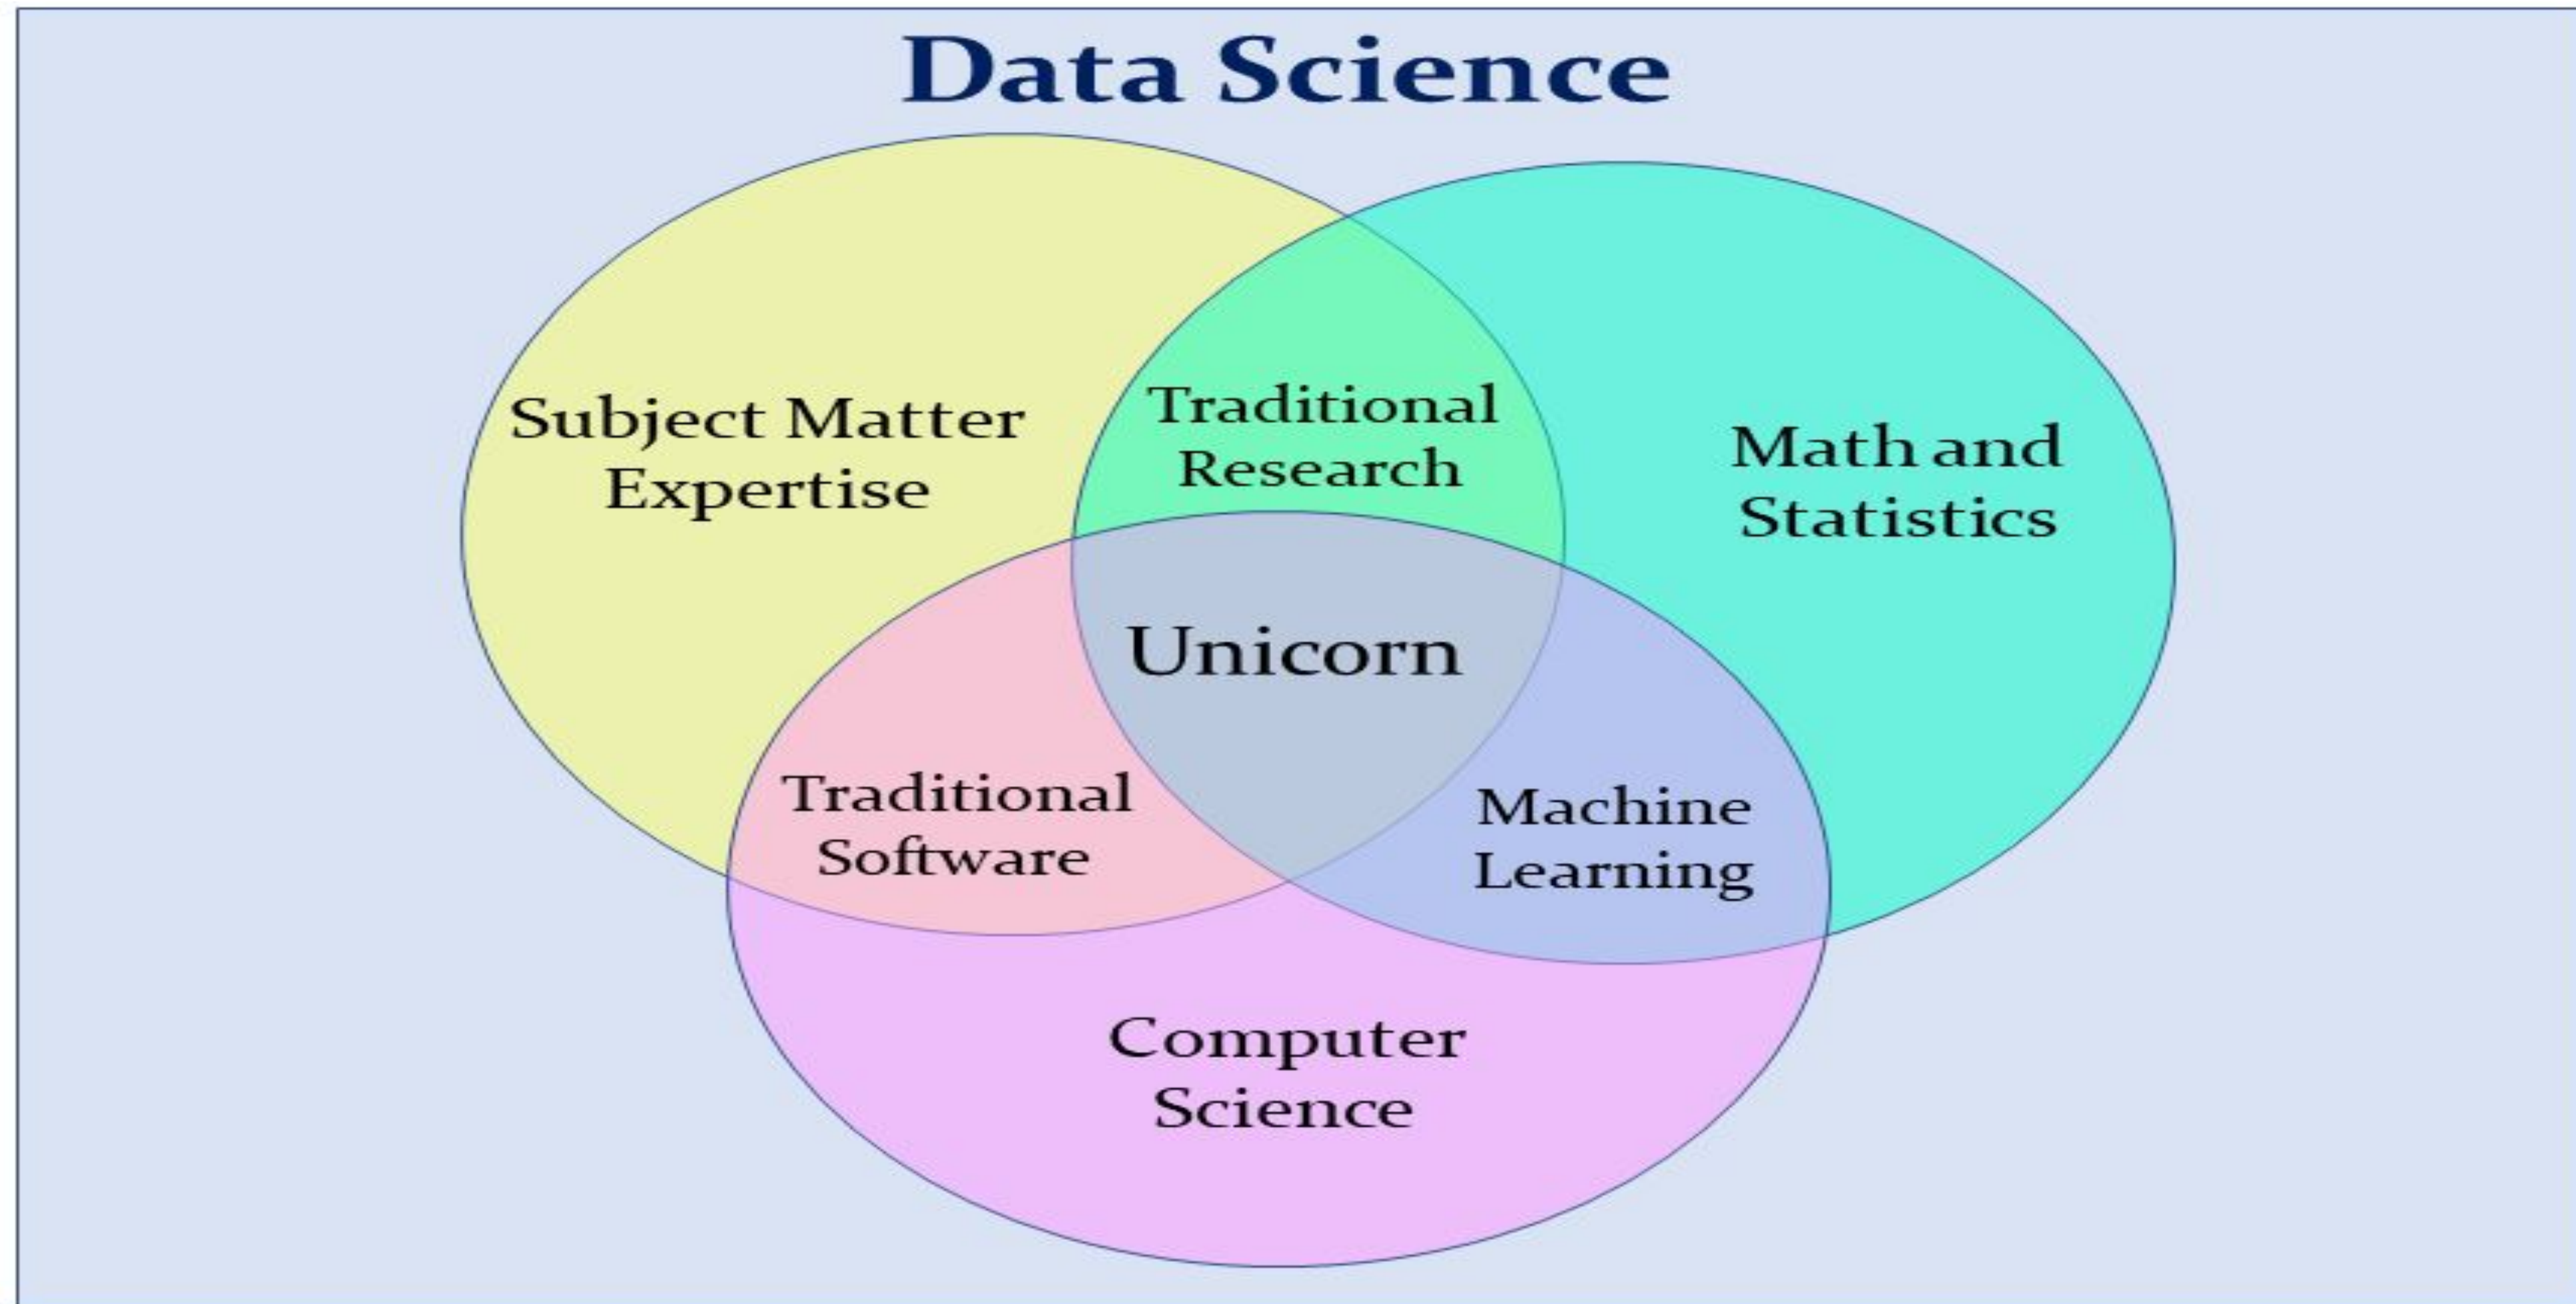 Data Science
Subject Matter
Expertise
Traditional
Research
Math and
Statistics
Unicorn
Traditional
Software
Machine
Learning
Computer
Science